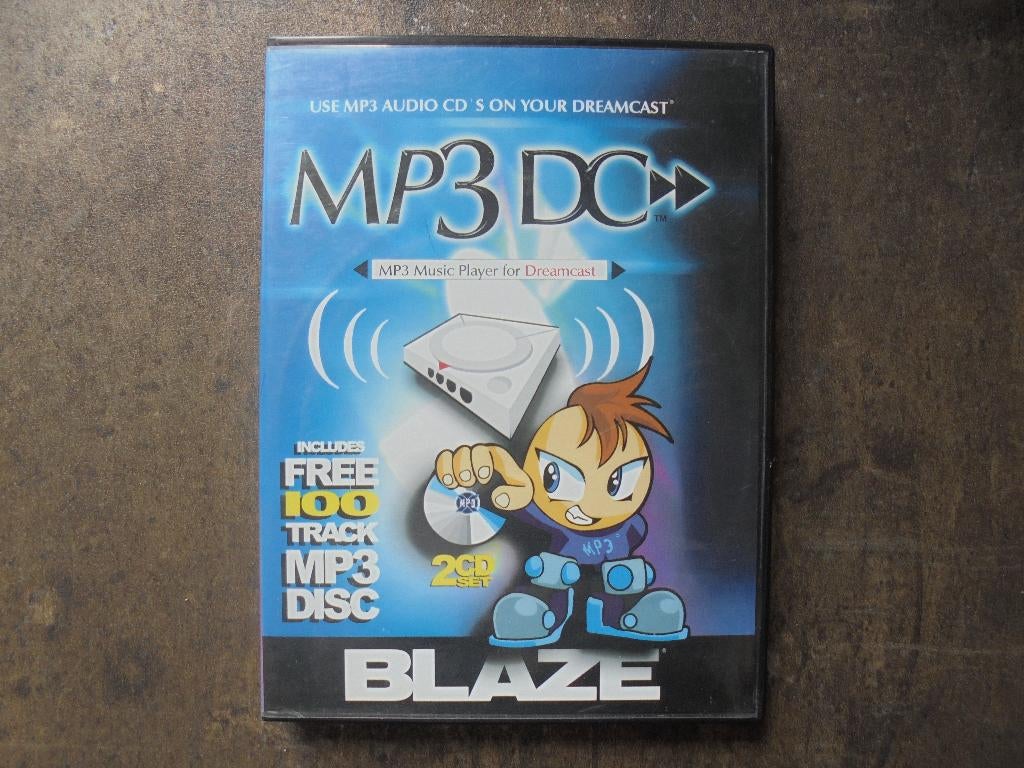 USE MP3 AUDIO CD 'S ON YOUR DREAMCAST®
MP3 DC
TM
MP3 Music Player for Dreamcast
INCLUDES
FREE
100
TRACK
MP3
DISC
MP3
2CD
SET
MP3
BLAZE®